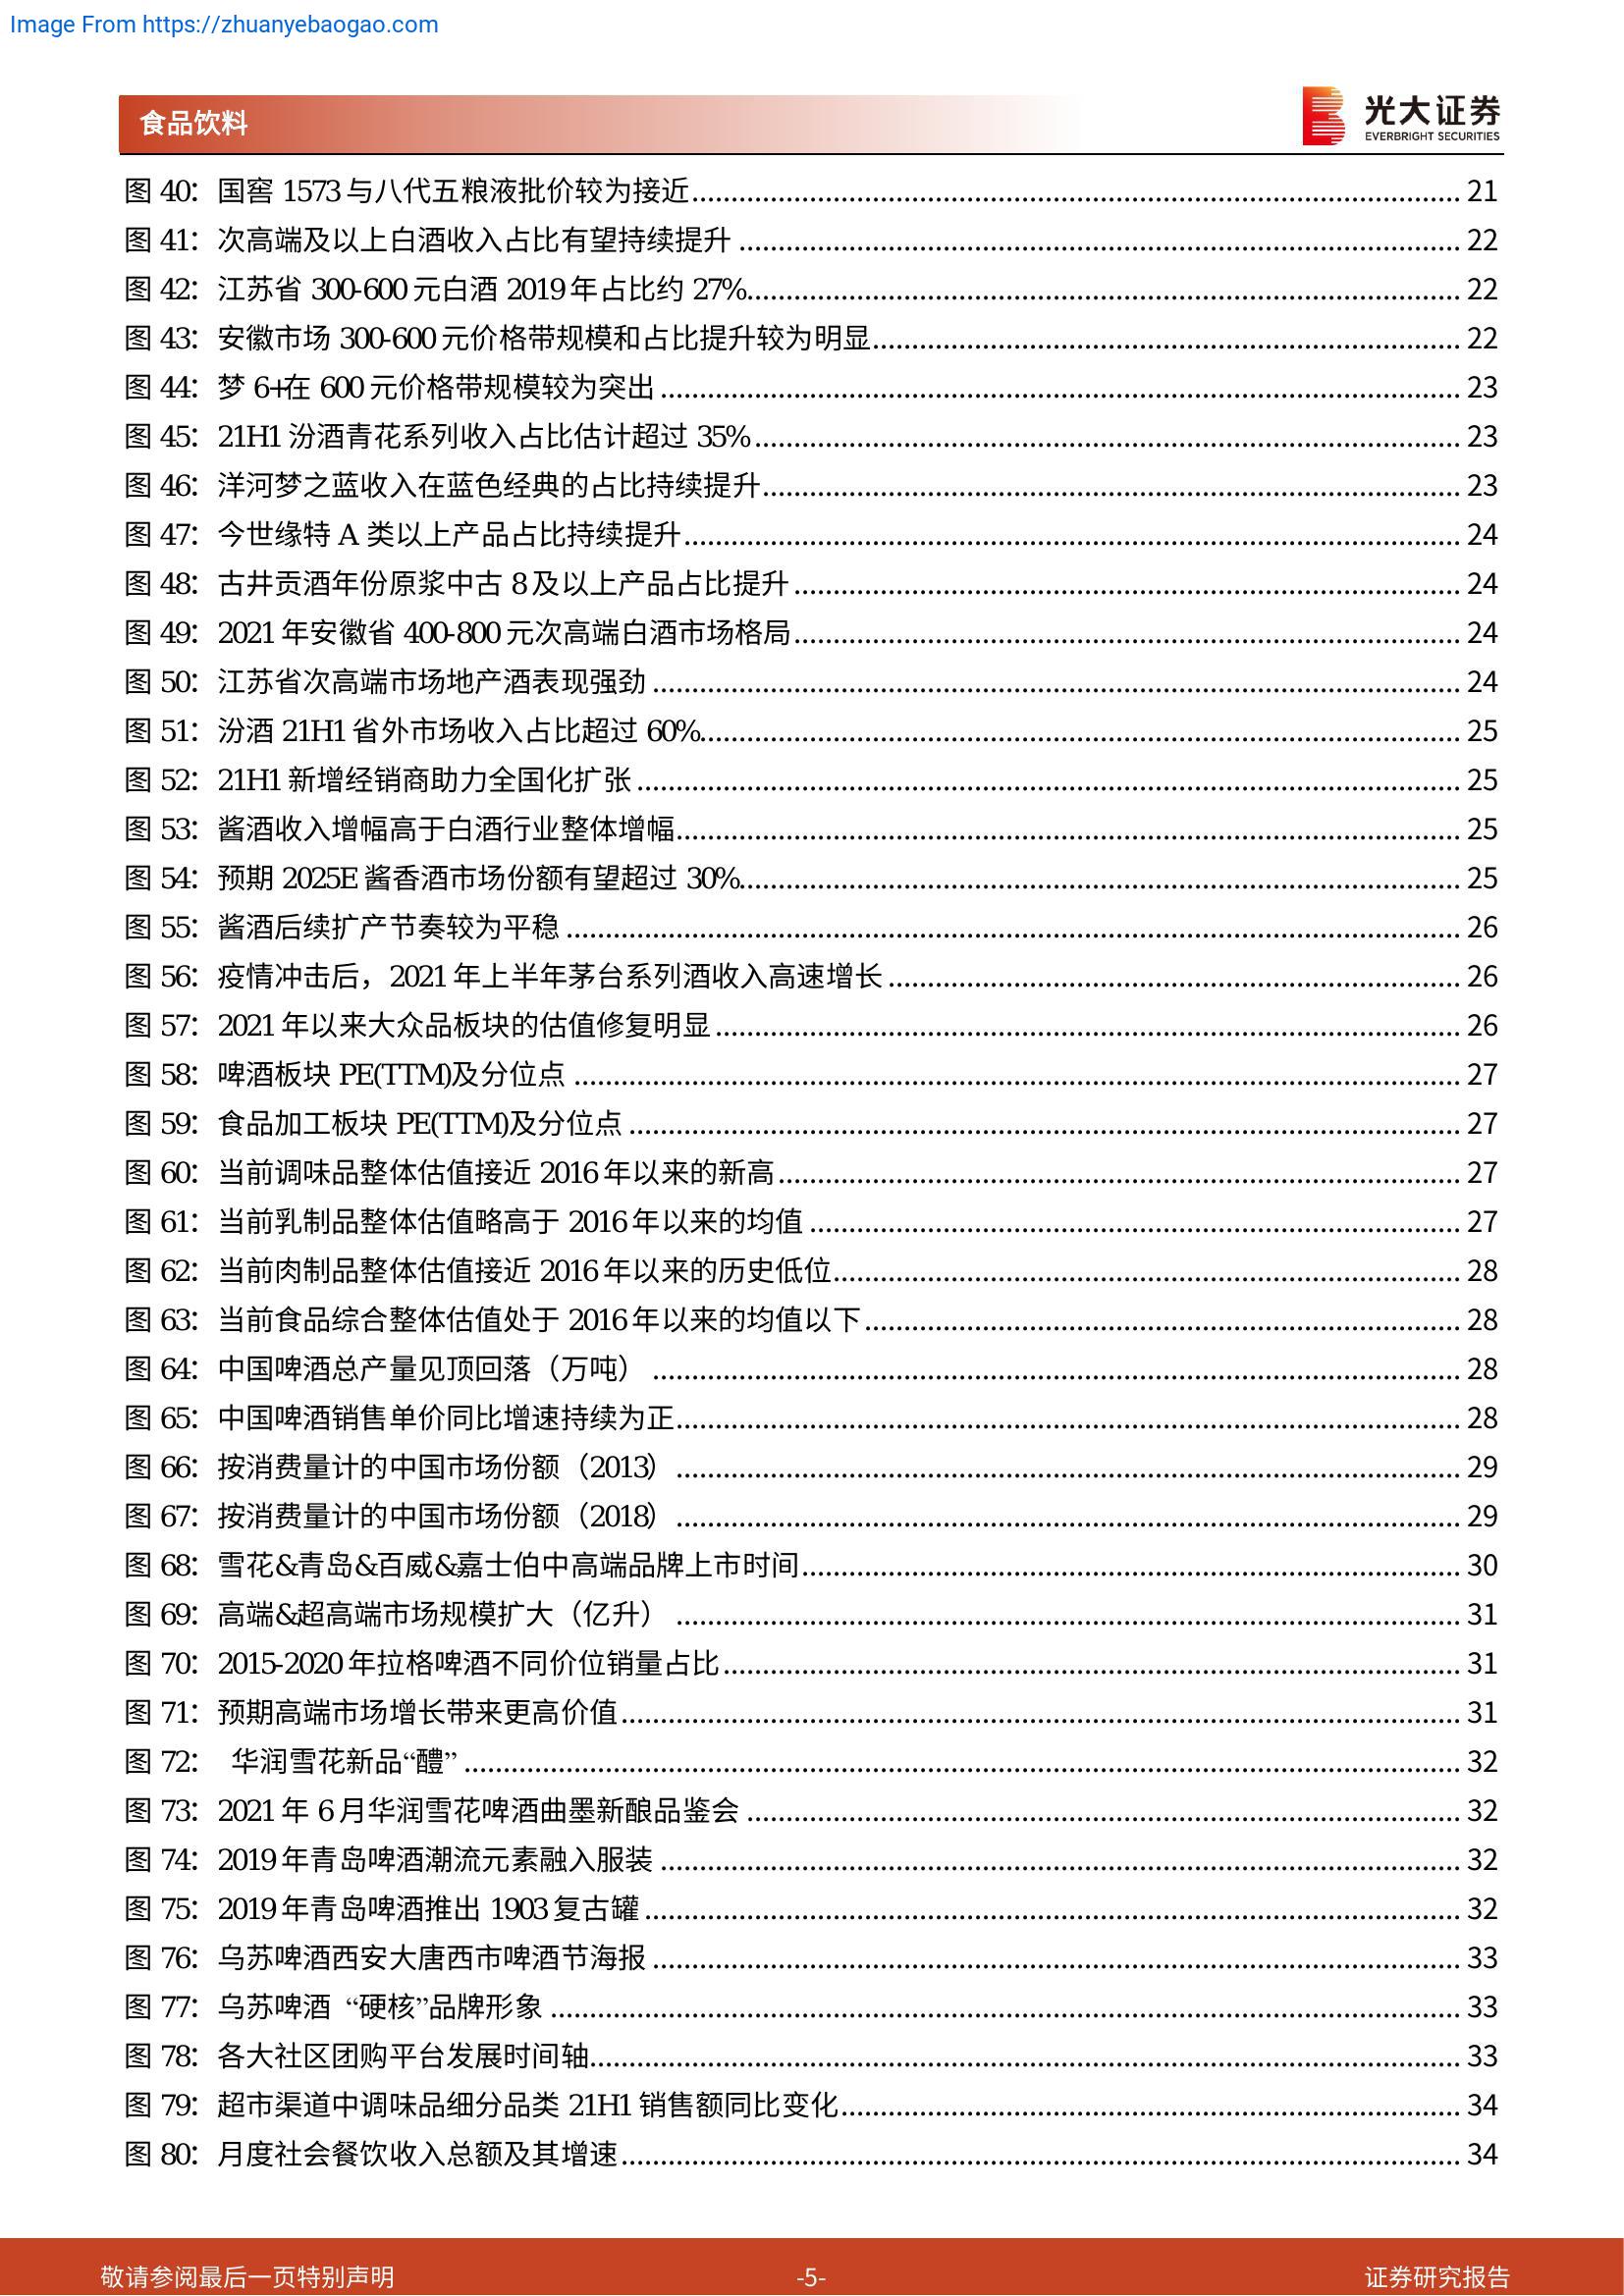 Image From https://zhuanyebaogao.com
食品饮料
光大证券
EVERBRIGHT SECURITIES
图 40：国窖 1573 与八代五粮液批价较为接近 21
图 41：次高端及以上白酒收入占比有望持续提升 22
图 42：江苏省 300-600 元白酒 2019 年占比约 27% 22
图 43：安徽市场 300-600 元价格带规模和占比提升较为明显 22
图 44：梦 6+在 600 元价格带规模较为突出 23
图 45：21H1 汾酒青花系列收入占比估计超过 35% 23
图 46：洋河梦之蓝收入在蓝色经典的占比持续提升 23
图 47：今世缘特 A 类以上产品占比持续提升 24
图 48：古井贡酒年份原浆中古 8 及以上产品占比提升 24
图 49：2021 年安徽省 400-800 元次高端白酒市场格局 24
图 50：江苏省次高端市场地产酒表现强劲 24
图 51：汾酒 21H1 省外市场收入占比超过 60% 25
图 52：21H1 新增经销商助力全国化扩张 25
图 53：酱酒收入增幅高于白酒行业整体增幅 25
图 54：预期 2025E 酱香酒市场份额有望超过 30% 25
图 55：酱酒后续扩产节奏较为平稳 26
图 56：疫情冲击后，2021 年上半年茅台系列酒收入高速增长 26
图 57：2021 年以来大众品板块的估值修复明显 26
图 58：啤酒板块 PE(TTM)及分位点 27
图 59：食品加工板块 PE(TTM)及分位点 27
图 60：当前调味品整体估值接近 2016 年以来的新高 27
图 61：当前乳制品整体估值略高于 2016 年以来的均值 27
图 62：当前肉制品整体估值接近 2016 年以来的历史低位 28
图 63：当前食品综合整体估值处于 2016 年以来的均值以下 28
图 64：中国啤酒总产量见顶回落（万吨） 28
图 65：中国啤酒销售单价同比增速持续为正 28
图 66：按消费量计的中国市场份额（2013） 29
图 67：按消费量计的中国市场份额（2018） 29
图 68：雪花&青岛&百威&嘉士伯中高端品牌上市时间 30
图 69：高端&超高端市场规模扩大（亿升） 31
图 70：2015-2020 年拉格啤酒不同价位销量占比 31
图 71：预期高端市场增长带来更高价值 31
图 72： 华润雪花新品“醴” 32
图 73：2021 年 6 月华润雪花啤酒曲墨新酿品鉴会 32
图 74：2019 年青岛啤酒潮流元素融入服装 32
图 75：2019 年青岛啤酒推出 1903 复古罐 32
图 76：乌苏啤酒西安大唐西市啤酒节海报 33
图 77：乌苏啤酒 “硬核”品牌形象 33
图 78：各大社区团购平台发展时间轴 33
图 79：超市渠道中调味品细分品类 21H1 销售额同比变化 34
图 80：月度社会餐饮收入总额及其增速 34
敬请参阅最后一页特别声明 -5- 证券研究报告